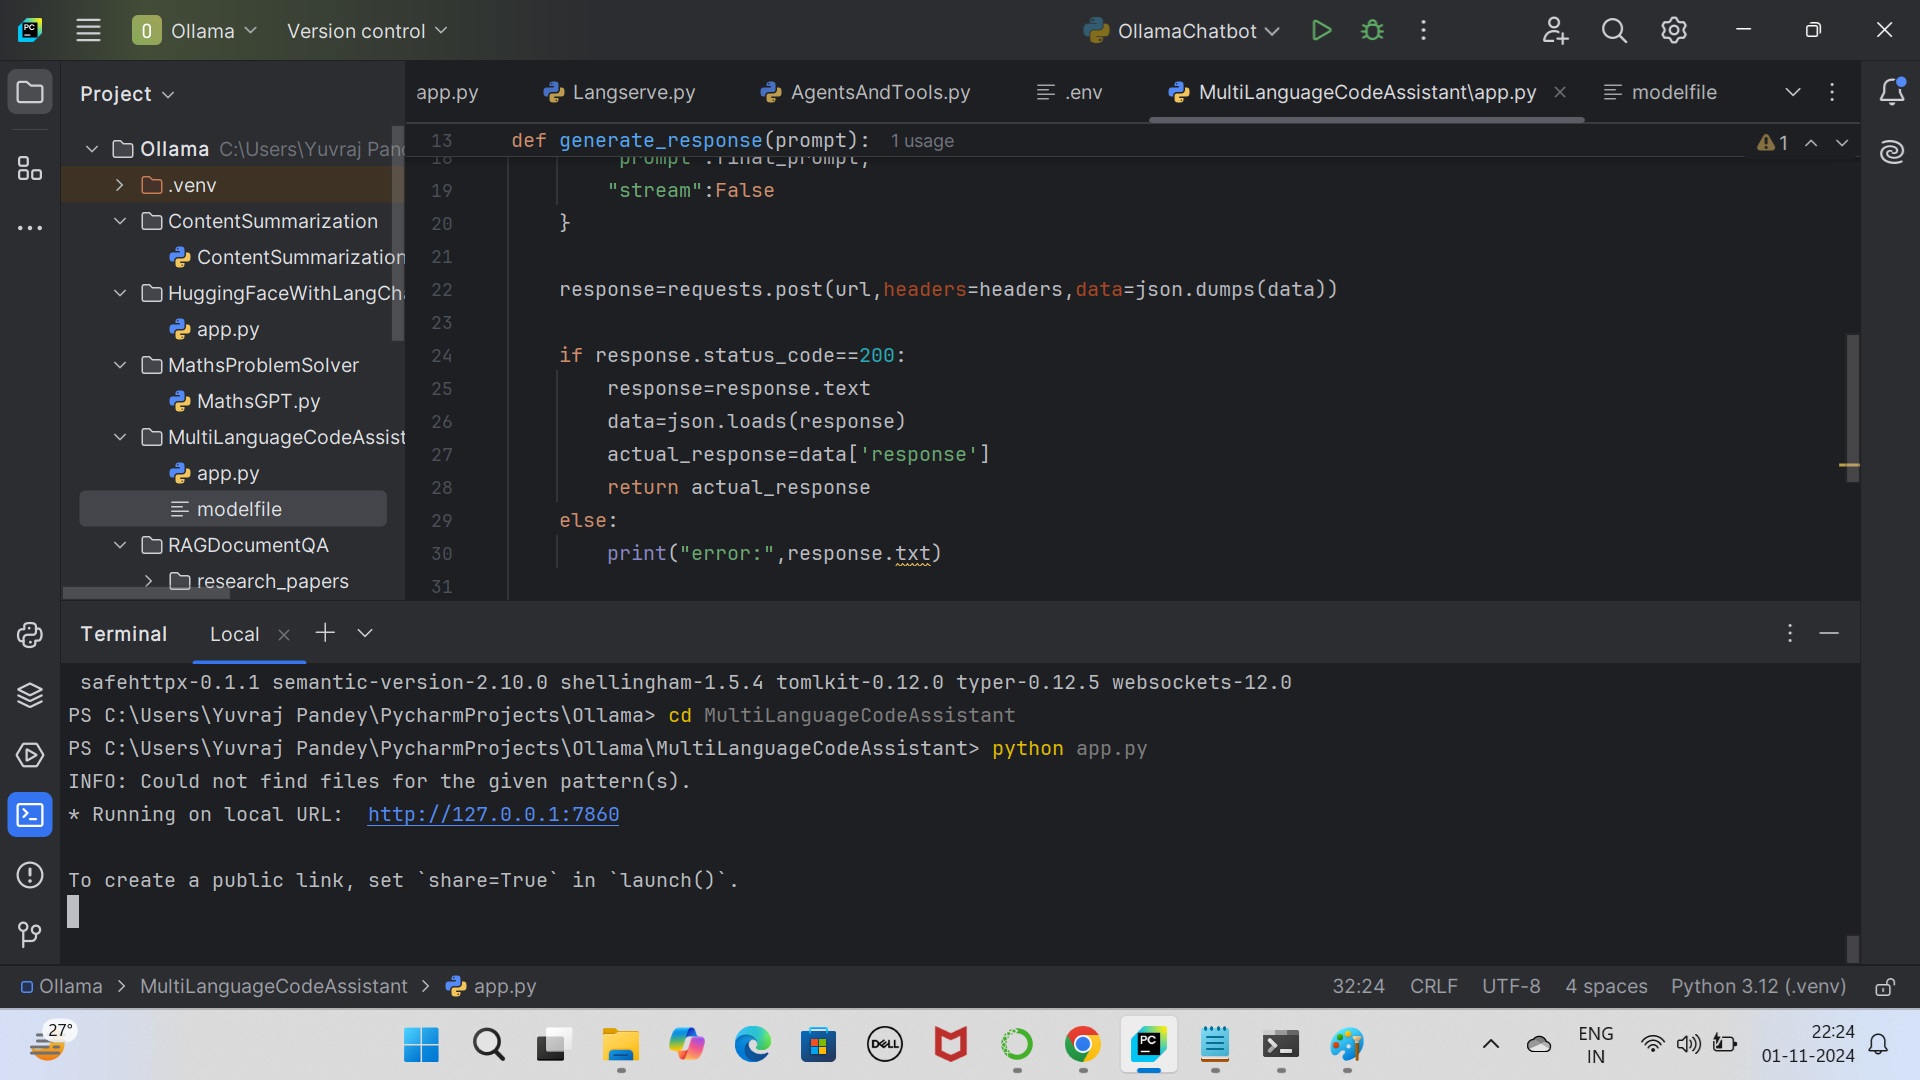 PC
O Ollama Version control OllamaChatbot
Project
app.py Langserve.py AgentsAndTools.py .env MultiLanguageCodeAssistant\app.py modelfile
Ollama C:\Users\Yuvraj Pan
.venv
ContentSummarization
ContentSummarization
HuggingFaceWithLangCh
app.py
MathsProblemSolver
MathsGPT.py
MultiLanguageCodeAssist
app.py
modelfile
RAGDocumentQA
research_papers
13 def generate_response(prompt): 1 usage
1
18 "prompt":final_prompt,
19 "stream":False
20 }
21
22 response=requests.post(url,headers=headers,data=json.dumps(data))
23
24 if response.status_code==200:
25 response=response.text
26 data=json.loads(response)
27 actual_response=data['response']
28 return actual_response
29 else:
30 print("error:",response.txt)
31
Terminal Local
safehttpx-0.1.1 semantic-version-2.10.0 shellingham-1.5.4 tomlkit-0.12.0 typer-0.12.5 websockets-12.0
PS C:\Users\Yuvraj Pandey\PycharmProjects\Ollama> cd MultiLanguageCodeAssistant
PS C:\Users\Yuvraj Pandey\PycharmProjects\Ollama\MultiLanguageCodeAssistant> python app.py
INFO: Could not find files for the given pattern(s).
* Running on local URL: http://127.0.0.1:7860
To create a public link, set `share=True` in `launch()`.
Ollama > MultiLanguageCodeAssistant > app.py 32:24 CRLF UTF-8 4 spaces Python 3.12 (.venv)
27°
DELL
PC
ENG
IN
22:24
01-11-2024